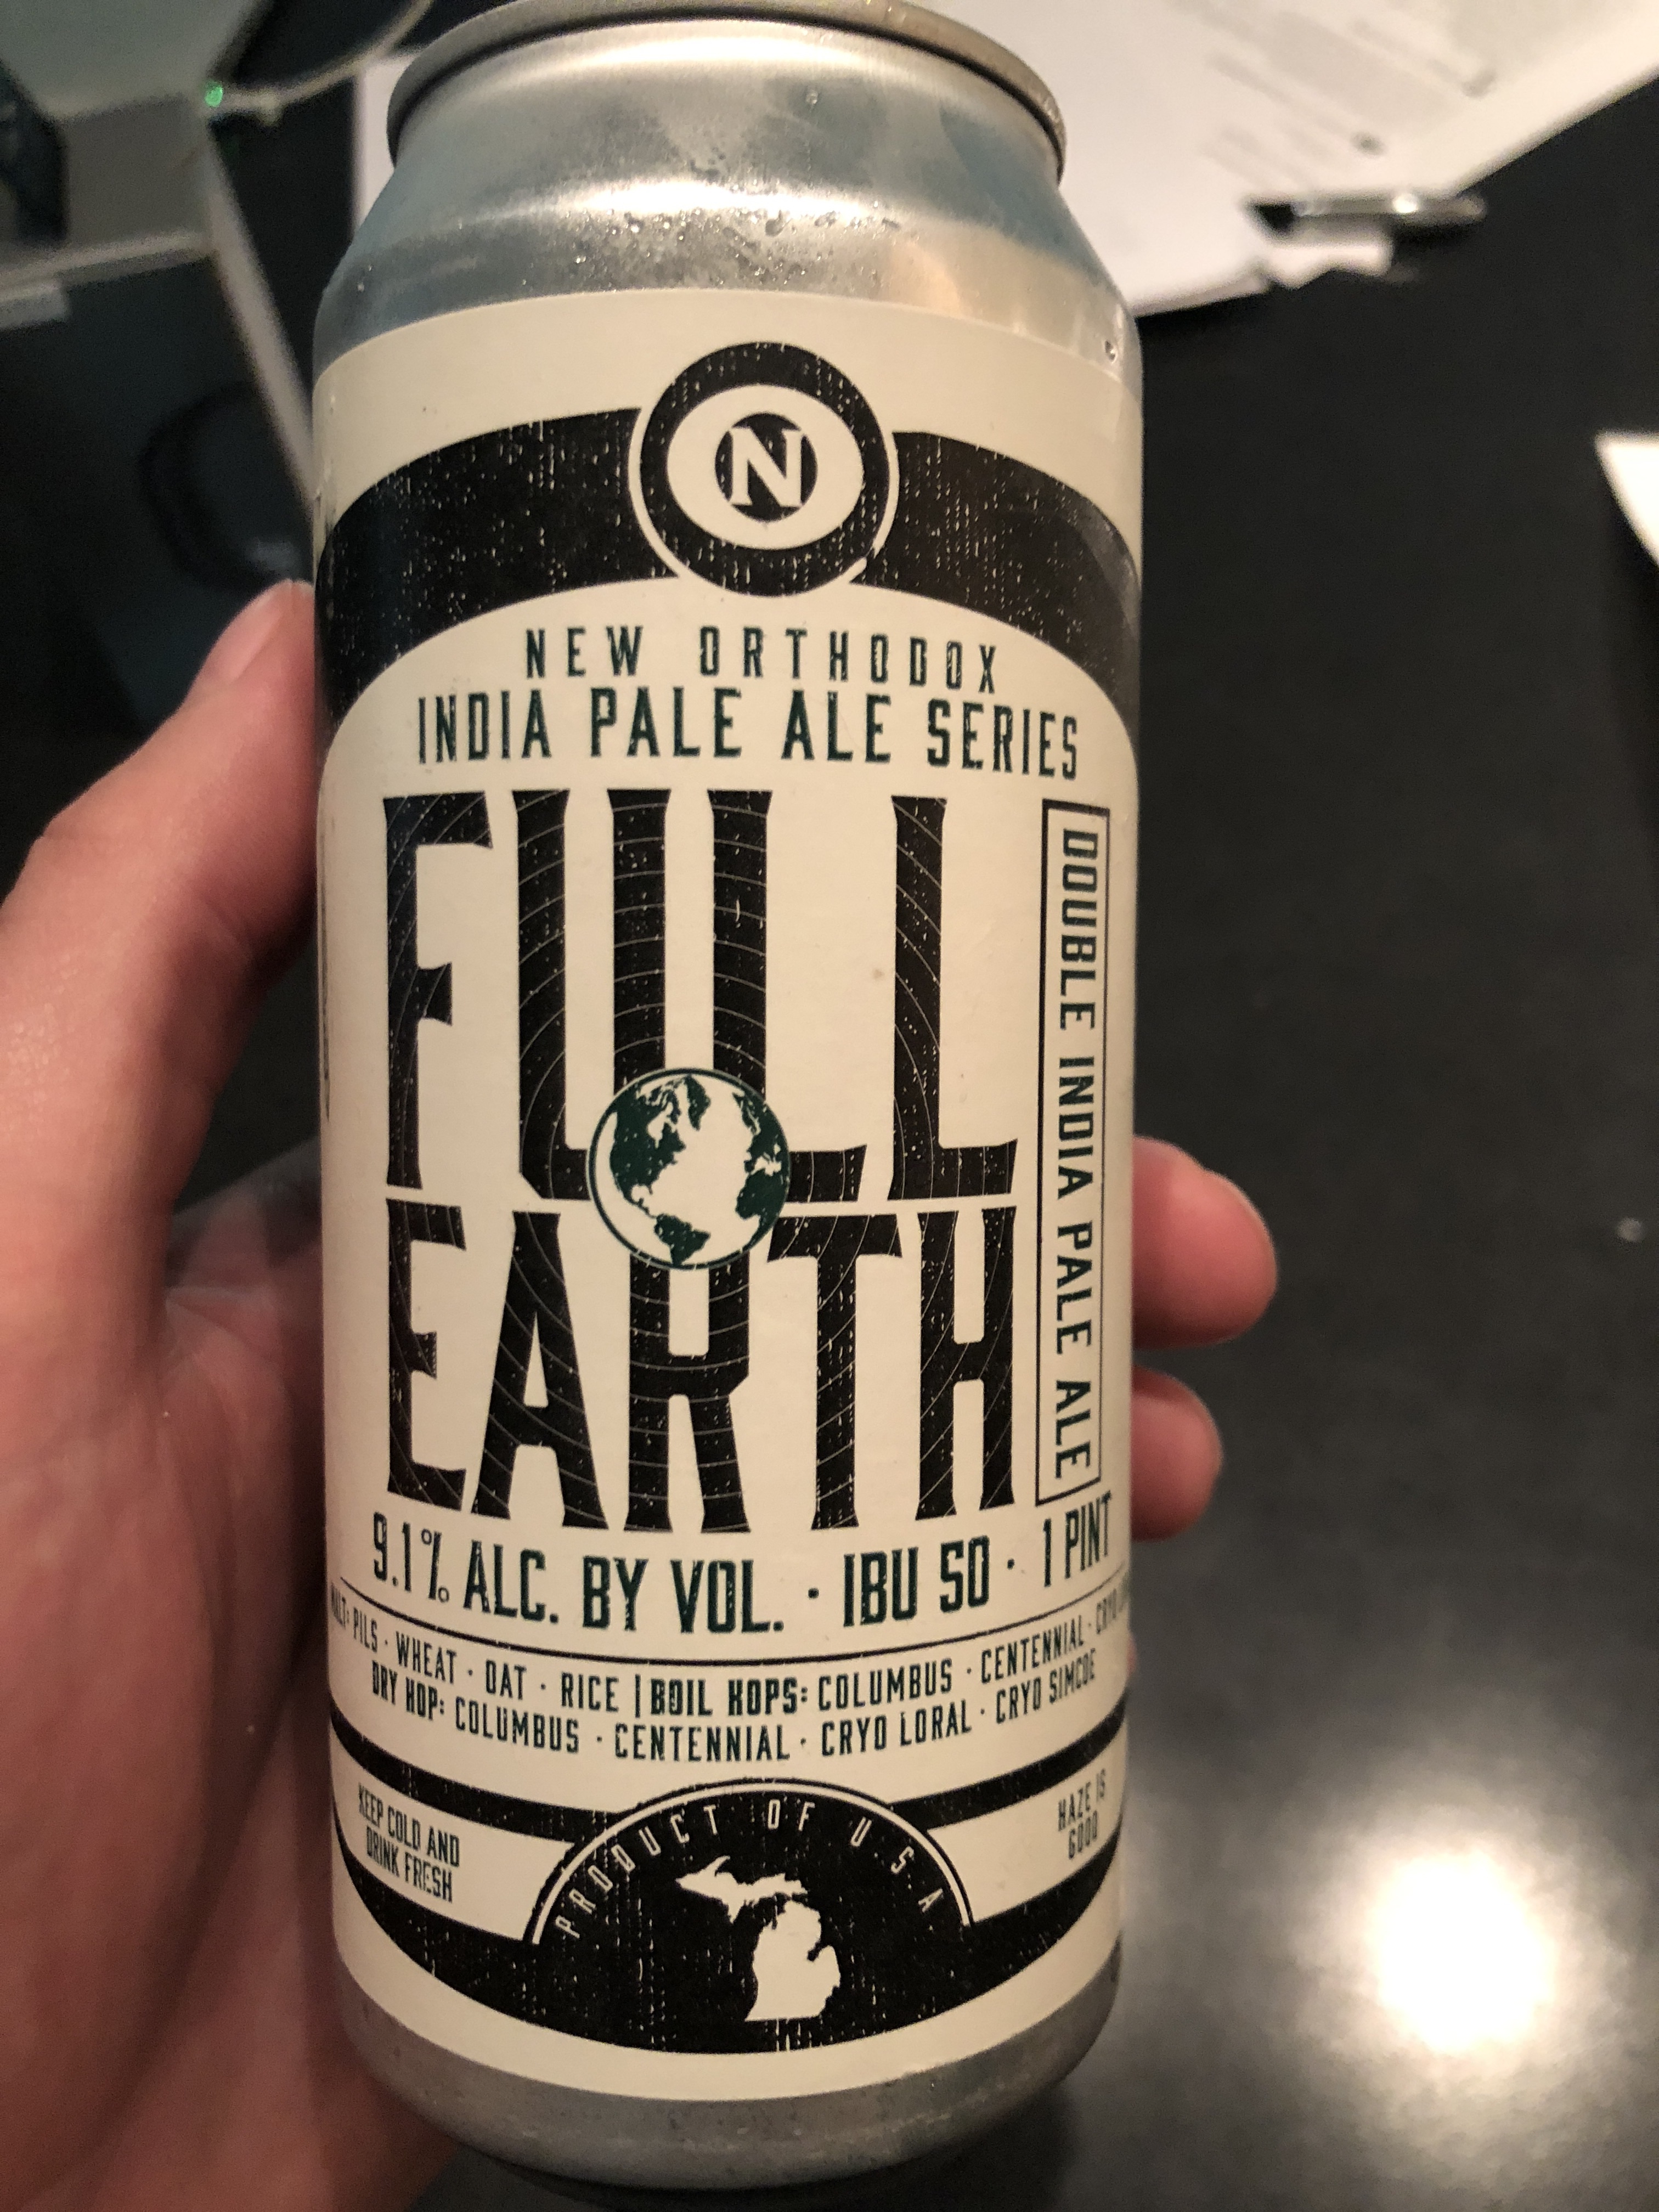 N
NEW ORTHODOX
INDIA PALE ALE SERIES
FULL
EARTH
DOUBLE INDIA PALE ALE
9.1% ALC. BY VOL. · IBU 50 · 1 PINT
PILS · WHEAT · OAT · RICE | BOIL HOPS: COLUMBUS · CENTENNIAL · CRYO
DRY HOP: COLUMBUS · CENTENNIAL · CRYO LORAL · CRYO SIMCOE
KEEP COLD AND
DRINK FRESH
PRODUCT OF U.S.A.
HAZE IS
GOOD